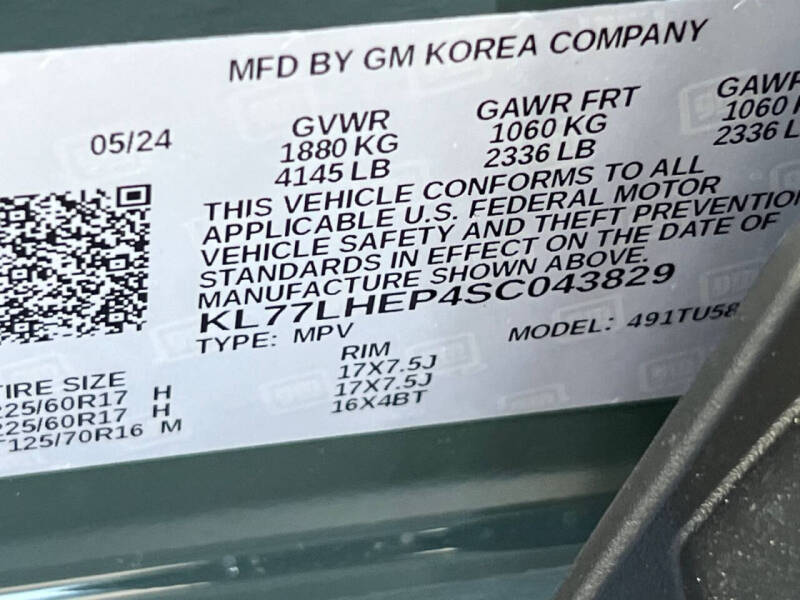 MFD BY GM KOREA COMPANY
05/24
GVWR
1880 KG
4145 LB
GAWR FRT
1060 KG
2336 LB
GAWR
1060
2336 L
THIS VEHICLE CONFORMS TO ALL
APPLICABLE U.S. FEDERAL MOTOR
VEHICLE SAFETY AND THEFT PREVENTION
STANDARDS IN EFFECT ON THE DATE OF
MANUFACTURE SHOWN ABOVE.
KL77LHEP4SC043829
TYPE: MPV
MODEL: 491TU58
TIRE SIZE
225/60R17 H
225/60R17 H
T125/70R16 M
RIM
17X7.5J
17X7.5J
16X4BT